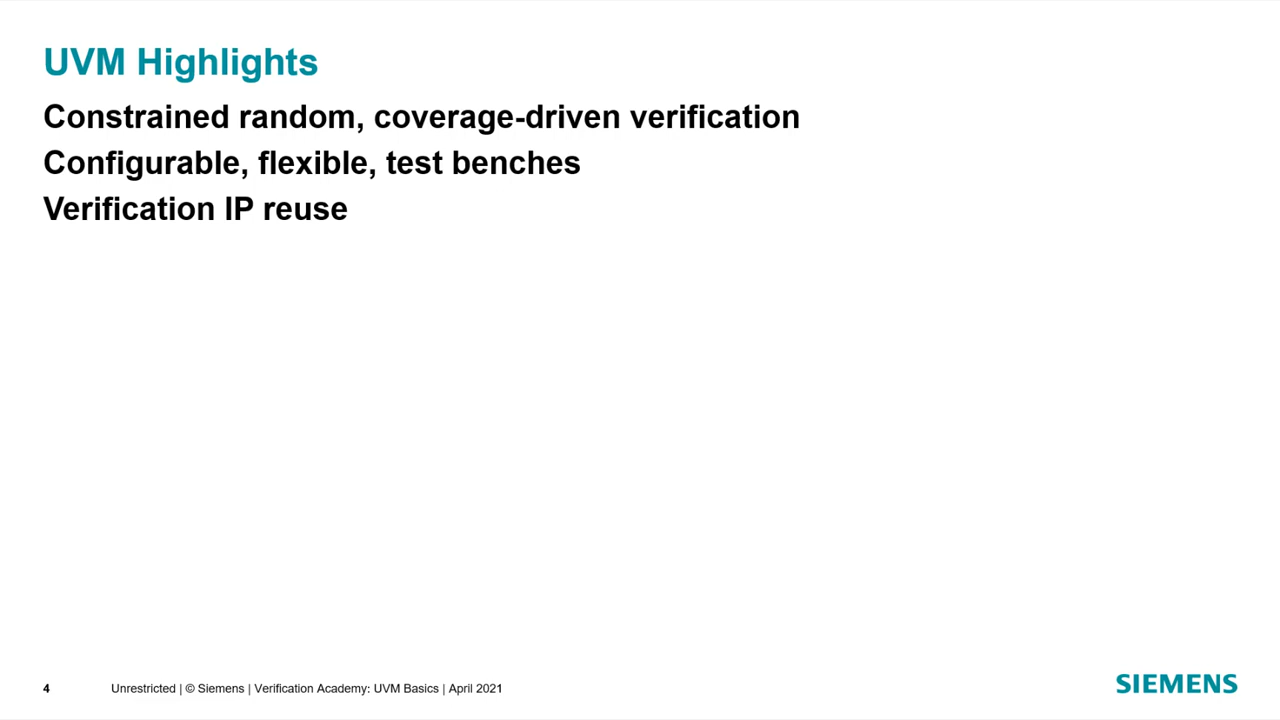 UVM Highlights
Constrained random, coverage-driven verification
Configurable, flexible, test benches
Verification IP reuse
4 Unrestricted | © Siemens | Verification Academy: UVM Basics | April 2021
SIEMENS